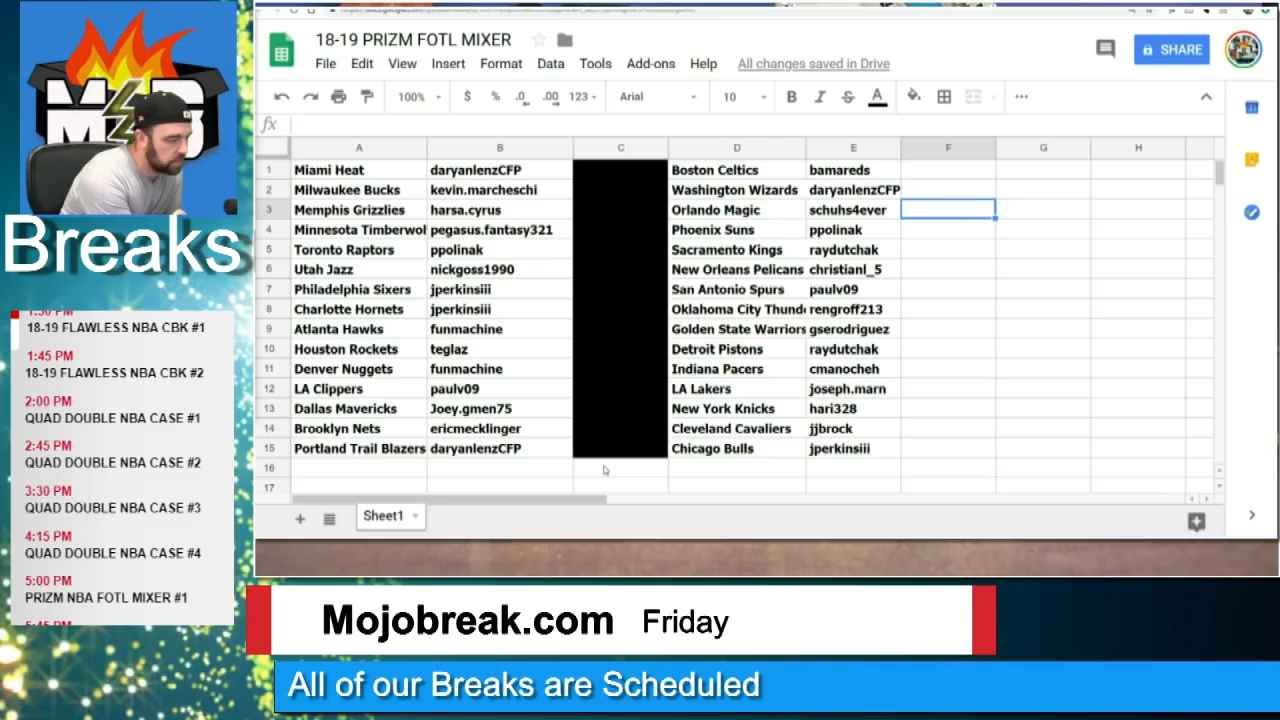 M B
M B
Breaks
1:30 PM
18-19 FLAWLESS NBA CBK #1
1:45 PM
18-19 FLAWLESS NBA CBK #2
2:00 PM
QUAD DOUBLE NBA CASE #1
2:45 PM
QUAD DOUBLE NBA CASE #2
3:30 PM
QUAD DOUBLE NBA CASE #3
4:15 PM
QUAD DOUBLE NBA CASE #4
5:00 PM
PRIZM NBA FOTL MIXER #1
5:45 PM
18-19 PRIZM FOTL MIXER
SHARE
File Edit View Insert Format Data Tools Add-ons Help All changes saved in Drive
100% $ % .0 .00 123 Arial 10 B I S A
fx
A B C D E F G H
1 Miami Heat daryanlenzCFP Boston Celtics bamareds
2 Milwaukee Bucks kevin.marcheschi Washington Wizards daryanlenzCFP
3 Memphis Grizzlies harsa.cyrus Orlando Magic schuhs4ever
4 Minnesota Timberwol pegasus.fantasy321 Phoenix Suns ppolinak
5 Toronto Raptors ppolinak Sacramento Kings raydutchak
6 Utah Jazz nickgoss1990 New Orleans Pelicans christianl_5
7 Philadelphia Sixers jperkinsiii San Antonio Spurs paulv09
8 Charlotte Hornets jperkinsiii Oklahoma City Thund rengroff213
9 Atlanta Hawks funmachine Golden State Warriors gserodriguez
10 Houston Rockets teglaz Detroit Pistons raydutchak
11 Denver Nuggets funmachine Indiana Pacers cmanocheh
12 LA Clippers paulv09 LA Lakers joseph.marn
13 Dallas Mavericks Joey.gmen75 New York Knicks hari328
14 Brooklyn Nets ericmecklinger Cleveland Cavaliers jjbrock
15 Portland Trail Blazers daryanlenzCFP Chicago Bulls jperkinsiii
16
17
Sheet1
Mojobreak.com Friday
All of our Breaks are Scheduled